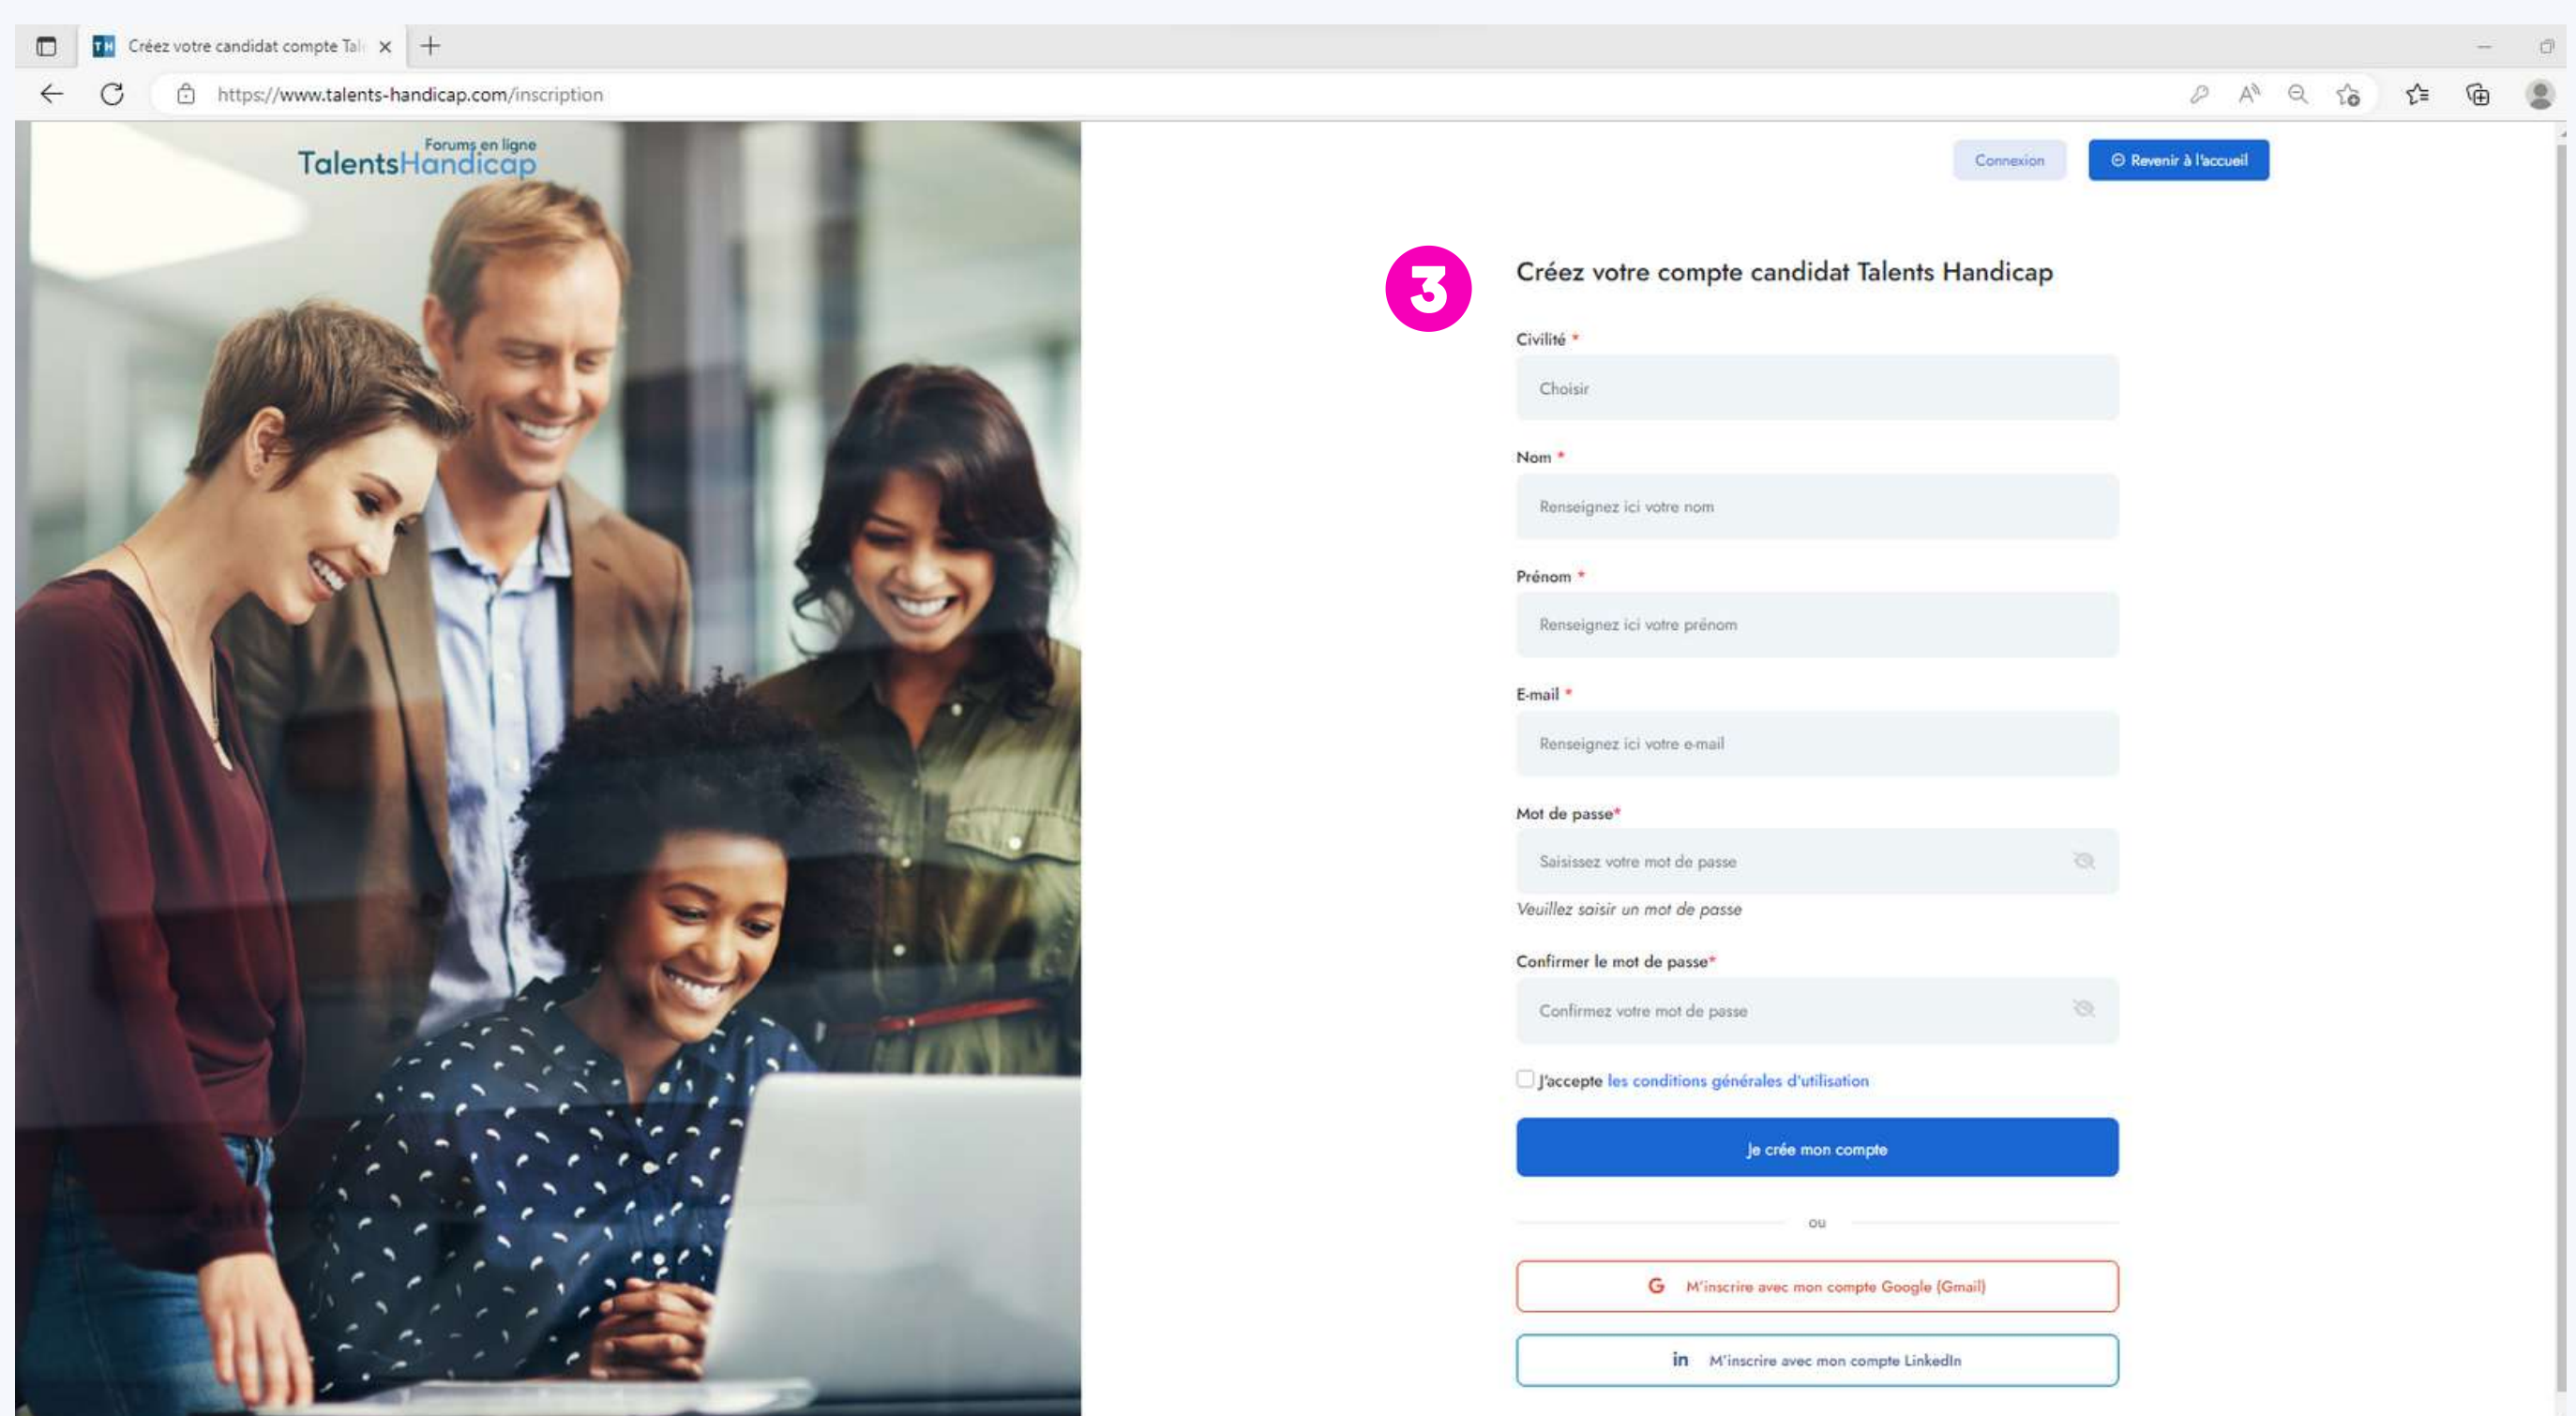 TH Créez votre candidat compte Tal
https://www.talents-handicap.com/inscription
Forums en ligne
TalentsHandicap
Connexion
Revenir à l'accueil
3
Créez votre compte candidat Talents Handicap
Civilité *
Choisir
Nom *
Renseignez ici votre nom
Prénom *
Renseignez ici votre prénom
E-mail *
Renseignez ici votre e-mail
Mot de passe*
Saisissez votre mot de passe
Veuillez saisir un mot de passe
Confirmer le mot de passe*
Confirmez votre mot de passe
J'accepte les conditions générales d'utilisation
Je crée mon compte
ou
G M'inscrire avec mon compte Google (Gmail)
in M'inscrire avec mon compte LinkedIn